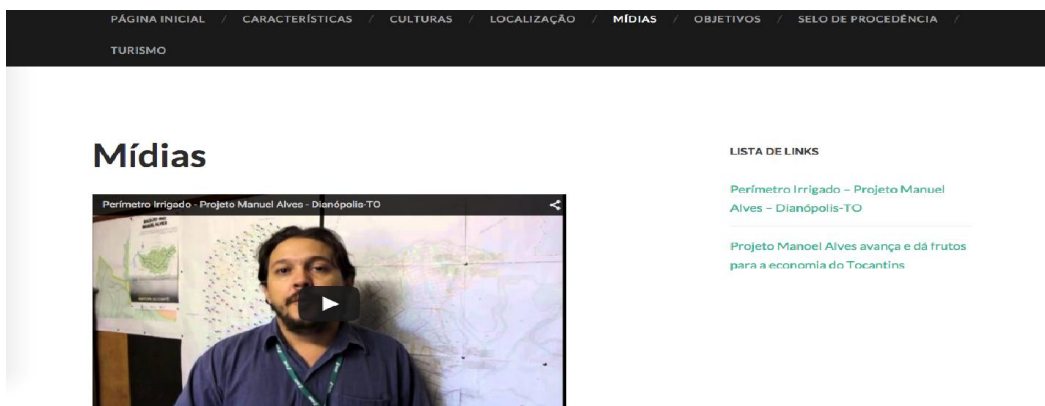 PÁGINA INICIAL / CARACTERÍSTICAS / CULTURAS / LOCALIZAÇÃO / MÍDIAS / OBJETIVOS / SELO DE PROCEDÊNCIA /
TURISMO
Mídias
Perímetro Irrigado - Projeto Manuel Alves - Dianópolis-TO
LISTA DE LINKS
Perímetro Irrigado – Projeto Manuel
Alves – Dianópolis-TO
Projeto Manoel Alves avança e dá frutos
para a economia do Tocantins